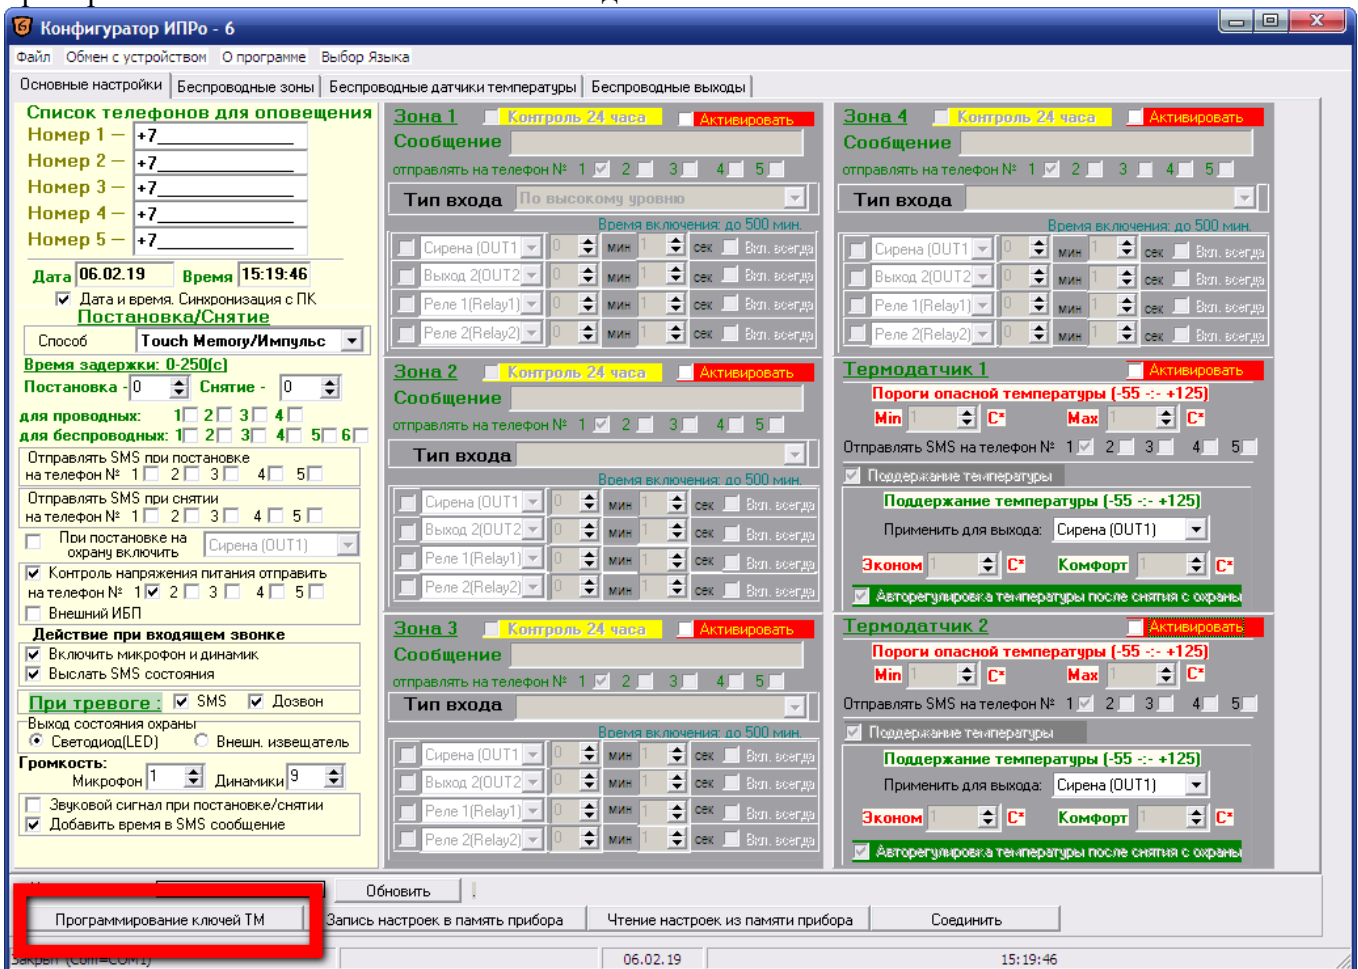 Конфигуратор ИПРо - 6
Файл Обмен с устройством О программе Выбор Языка
Основные настройки Беспроводные зоны Беспроводные датчики температуры Беспроводные выходы
Список телефонов для оповещения
Номер 1 — +7
Номер 2 — +7
Номер 3 — +7
Номер 4 — +7
Номер 5 — +7
Дата 06.02.19 Время 15:19:46
Дата и время. Синхронизация с ПК
Постановка/Снятие
Способ Touch Memory/Импульс
Время задержки: 0-250(с)
Постановка - 0 Снятие - 0
для проводных: 1 2 3 4
для беспроводных: 1 2 3 4 5 6
Отправлять SMS при постановке
на телефон № 1 2 3 4 5
Отправлять SMS при снятии
на телефон № 1 2 3 4 5
При постановке на
охрану включить Сирена (OUT1)
Контроль напряжения питания отправить
на телефон № 1 2 3 4 5
Внешний ИБП
Действие при входящем звонке
Включить микрофон и динамик
Выслать SMS состояния
При тревоге : SMS Дозвон
Выход состояния охраны
Светодиод(LED) Внешн. извещатель
Громкость:
Микрофон 1 Динамики 9
Звуковой сигнал при постановке/снятии
Добавить время в SMS сообщение
Зона 1 Контроль 24 часа Активировать
Сообщение
отправлять на телефон № 1 2 3 4 5
Тип входа По высокому уровню
Время включения: до 500 мин.
Сирена (OUT1 0 мин 1 сек Вкл. всегда
Выход 2(OUT2 0 мин 1 сек Вкл. всегда
Реле 1(Relay1) 0 мин 1 сек Вкл. всегда
Реле 2(Relay2) 0 мин 1 сек Вкл. всегда
Зона 2 Контроль 24 часа Активировать
Сообщение
отправлять на телефон № 1 2 3 4 5
Тип входа
Время включения: до 500 мин.
Сирена (OUT1 0 мин 1 сек Вкл. всегда
Выход 2(OUT2 0 мин 1 сек Вкл. всегда
Реле 1(Relay1) 0 мин 1 сек Вкл. всегда
Реле 2(Relay2) 0 мин 1 сек Вкл. всегда
Зона 3 Контроль 24 часа Активировать
Сообщение
отправлять на телефон № 1 2 3 4 5
Тип входа
Время включения: до 500 мин.
Сирена (OUT1 0 мин 1 сек Вкл. всегда
Выход 2(OUT2 0 мин 1 сек Вкл. всегда
Реле 1(Relay1) 0 мин 1 сек Вкл. всегда
Реле 2(Relay2) 0 мин 1 сек Вкл. всегда
Зона 4 Контроль 24 часа Активировать
Сообщение
отправлять на телефон № 1 2 3 4 5
Тип входа
Время включения: до 500 мин.
Сирена (OUT1 0 мин 1 сек Вкл. всегда
Выход 2(OUT2 0 мин 1 сек Вкл. всегда
Реле 1(Relay1) 0 мин 1 сек Вкл. всегда
Реле 2(Relay2) 0 мин 1 сек Вкл. всегда
Термодатчик 1 Активировать
Пороги опасной температуры (-55 -:- +125)
Min 1 C* Max 1 C*
Отправлять SMS на телефон № 1 2 3 4 5
Поддержание температуры
Поддержание температуры (-55 -:- +125)
Применить для выхода: Сирена (OUT1)
Эконом 1 C* Комфорт 1 C*
Авторегулировка температуры после снятия с охраны
Термодатчик 2 Активировать
Пороги опасной температуры (-55 -:- +125)
Min 1 C* Max 1 C*
Отправлять SMS на телефон № 1 2 3 4 5
Поддержание температуры
Поддержание температуры (-55 -:- +125)
Применить для выхода: Сирена (OUT1)
Эконом 1 C* Комфорт 1 C*
Авторегулировка температуры после снятия с охраны
Обновить
Программирование ключей ТМ Запись настроек в память прибора Чтение настроек из памяти прибора Соединить
Закрыт (Com=COM1) 06.02.19 15:19:46